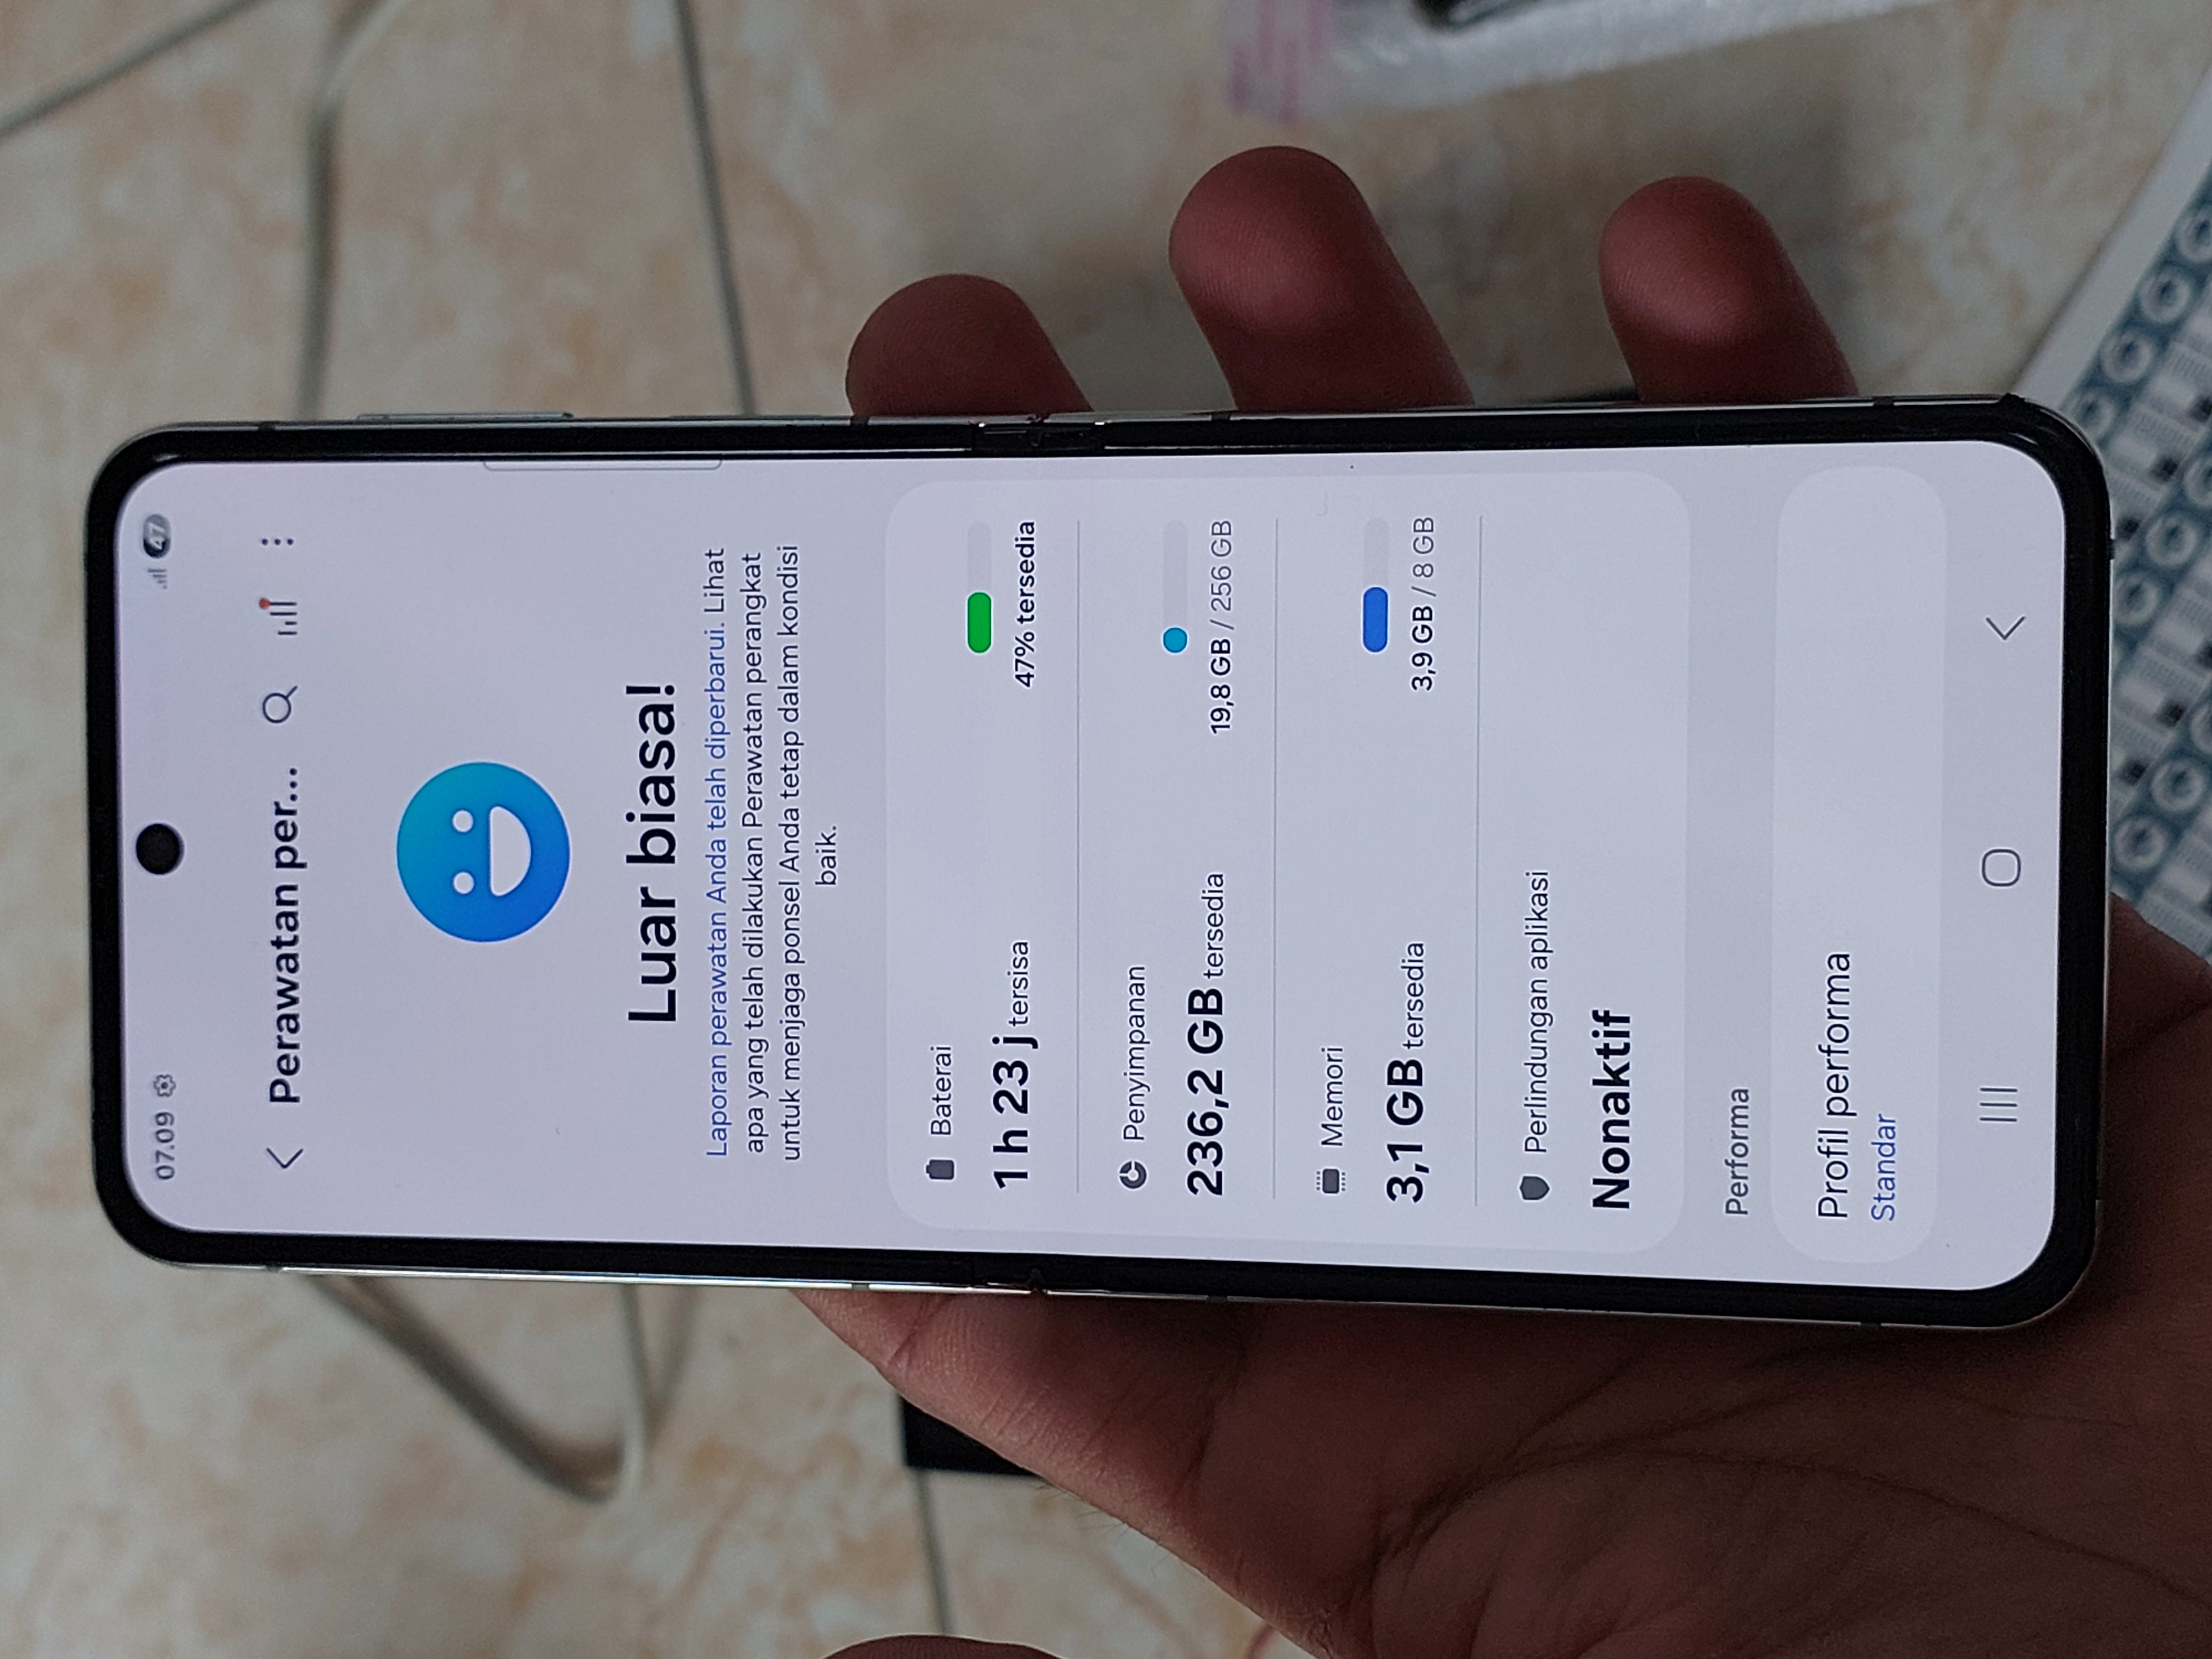 07.09
47
Perawatan per...
Luar biasa!
Laporan perawatan Anda telah diperbarui. Lihat
apa yang telah dilakukan Perawatan perangkat
untuk menjaga ponsel Anda tetap dalam kondisi
baik.
Baterai
1 h 23 j tersisa
47% tersedia
Penyimpanan
236,2 GB tersedia
19,8 GB / 256 GB
Memori
3,1 GB tersedia
3,9 GB / 8 GB
Perlindungan aplikasi
Nonaktif
Performa
Profil performa
Standar